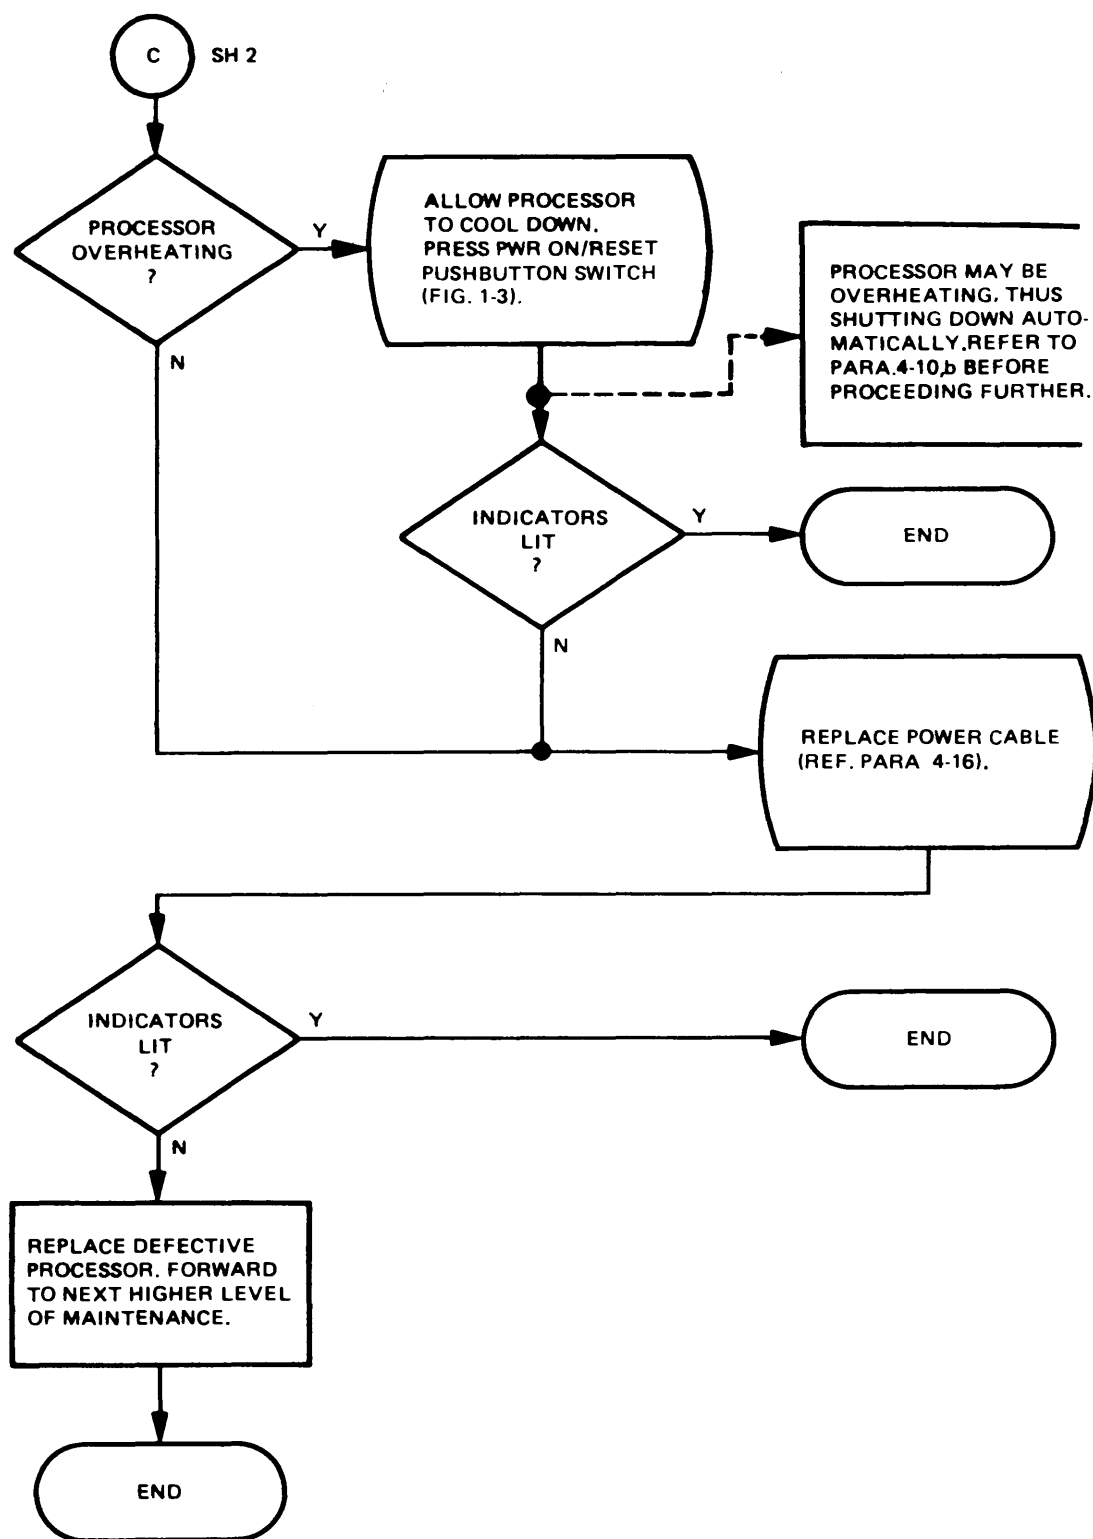 C SH 2
PROCESSOR
OVERHEATING
?
Y
N
ALLOW PROCESSOR
TO COOL DOWN.
PRESS PWR ON/RESET
PUSHBUTTON SWITCH
(FIG. 1-3).
PROCESSOR MAY BE
OVERHEATING, THUS
SHUTTING DOWN AUTO-
MATICALLY.REFER TO
PARA.4-10,b BEFORE
PROCEEDING FURTHER.
INDICATORS
LIT
?
Y
END
N
REPLACE POWER CABLE
(REF. PARA 4-16).
INDICATORS
LIT
?
Y
END
N
REPLACE DEFECTIVE
PROCESSOR. FORWARD
TO NEXT HIGHER LEVEL
OF MAINTENANCE.
END